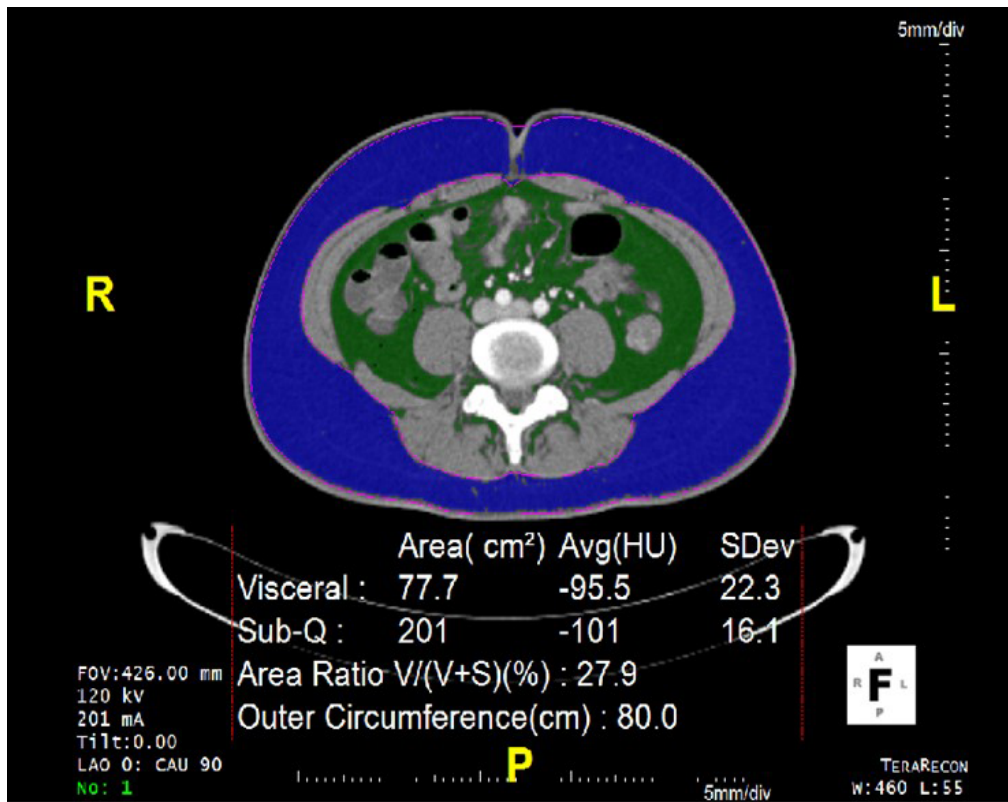 5mm/div
R
L
Area( cm²) Avg(HU) SDev
Visceral : 77.7 -95.5 22.3
Sub-Q : 201 -101 16.1
Area Ratio V/(V+S)(%) : 27.9
Outer Circumference(cm) : 80.0
FOV:426.00 mm
120 kV
201 mA
Tilt:0.00
LAO 0: CAU 90
No: 1
P
5mm/div
A
R F L
P
TERARECON
W:460 L:55